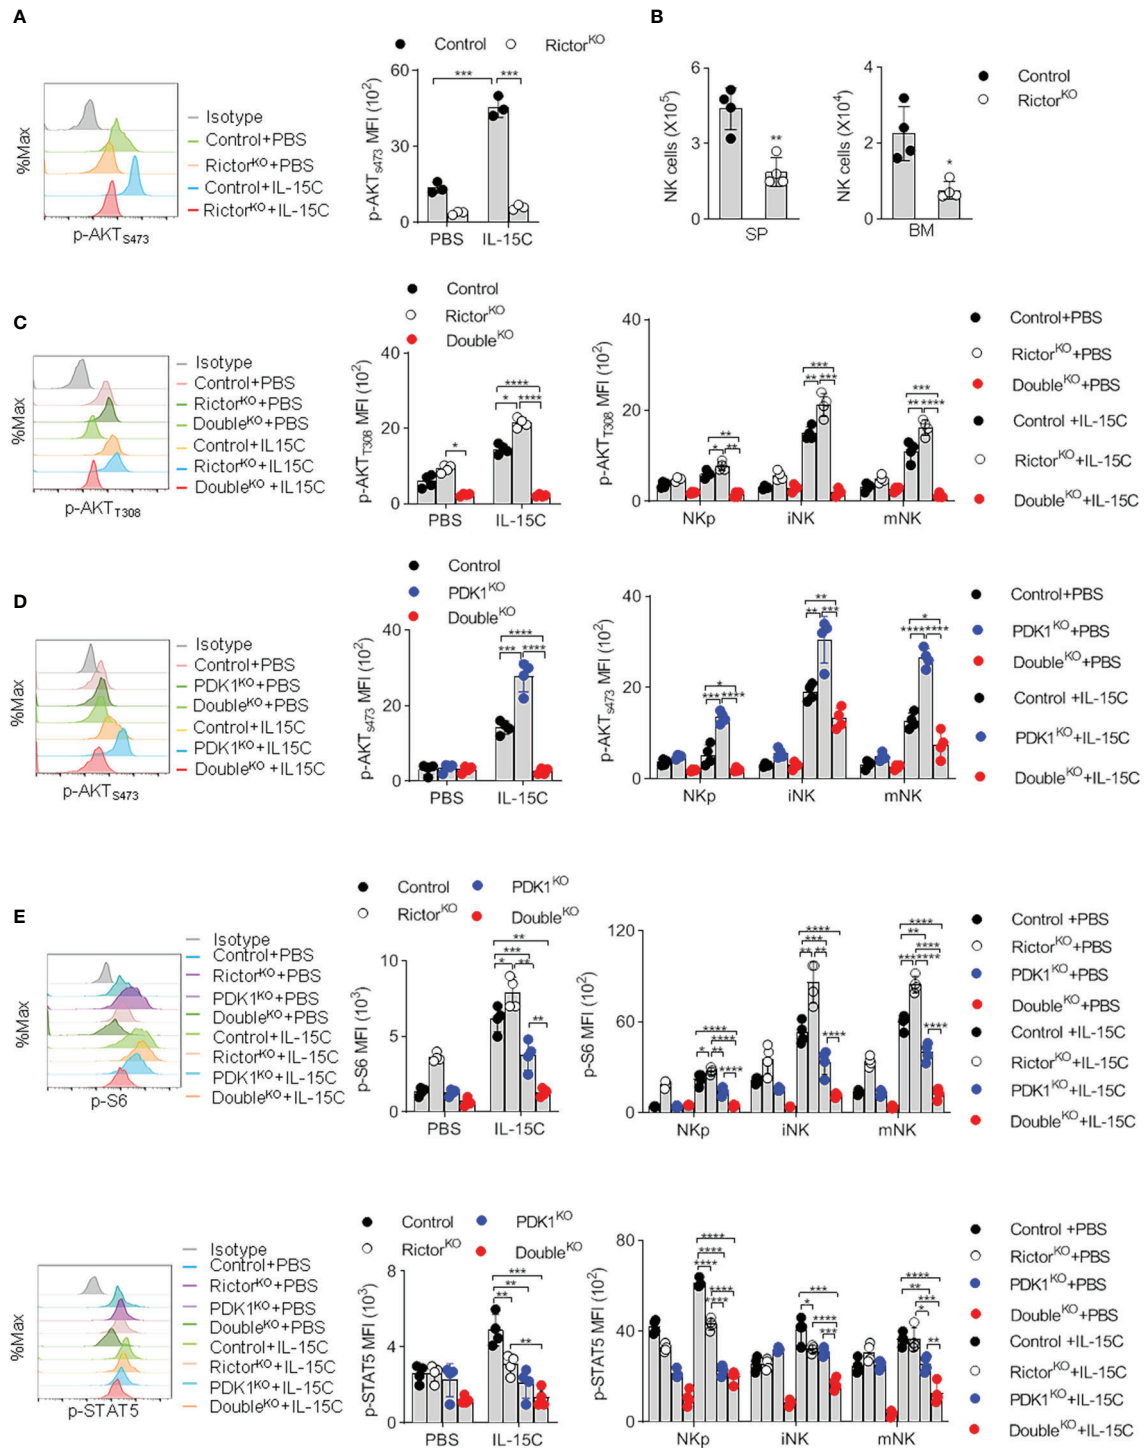 A
Isotype
Control+PBS
Rictor^KO+PBS
Control+IL-15C
Rictor^KO+IL-15C
%Max
p-AKT_S473
Control
Rictor^KO
p-AKT_S473 MFI (10^2)
60
30
0
***
***
PBS
IL-15C
B
NK cells (X10^5)
6
3
0
**
SP
NK cells (X10^4)
4
2
0
*
BM
Control
Rictor^KO
C
Isotype
Control+PBS
Rictor^KO+PBS
Double^KO+PBS
Control+IL15C
Rictor^KO+IL15C
Double^KO+IL15C
%Max
p-AKT_T308
Control
Rictor^KO
Double^KO
p-AKT_T308 MFI (10^2)
40
20
0
*
****
* ****
PBS
IL-15C
p-AKT_T308 MFI (10^2)
40
20
0
**
* **
***
** ***
***
** ****
NKp
iNK
mNK
Control+PBS
Rictor^KO+PBS
Double^KO+PBS
Control +IL-15C
Rictor^KO+IL-15C
Double^KO+IL-15C
D
Isotype
Control+PBS
PDK1^KO+PBS
Double^KO+PBS
Control+IL15C
PDK1^KO+IL15C
Double^KO+IL15C
%Max
p-AKT_S473
Control
PDK1^KO
Double^KO
p-AKT_s473 MFI (10^2)
40
20
0
****
*** ****
PBS
IL-15C
p-AKT_s473 MFI (10^2)
40
20
0
*
**** ****
**
** ***
*
**** ****
NKp
iNK
mNK
Control+PBS
PDK1^KO+PBS
Double^KO+PBS
Control +IL-15C
PDK1^KO+IL-15C
Double^KO+IL-15C
E
Isotype
Control+PBS
Rictor^KO+PBS
PDK1^KO+PBS
Double^KO+PBS
Control+IL-15C
Rictor^KO+IL-15C
PDK1^KO+IL-15C
Double^KO+IL-15C
%Max
p-S6
Control
PDK1^KO
Rictor^KO
Double^KO
p-S6 MFI (10^3)
10
5
0
**
***
* **
**
PBS
IL-15C
p-S6 MFI (10^2)
120
60
0
****
****
* **
****
****
***
** **
****
****
**
****
*** ****
****
NKp
iNK
mNK
Control +PBS
Rictor^KO+PBS
PDK1^KO+PBS
Double^KO+PBS
Control +IL-15C
Rictor^KO+IL-15C
PDK1^KO+IL-15C
Double^KO+IL-15C
Isotype
Control+PBS
Rictor^KO+PBS
PDK1^KO+PBS
Double^KO+PBS
Control+IL-15C
Rictor^KO+IL-15C
PDK1^KO+IL-15C
Double^KO+IL-15C
%Max
p-STAT5
Control
PDK1^KO
Rictor^KO
Double^KO
p-STAT5 MFI (10^3)
8
4
0
***
**
**
**
PBS
IL-15C
p-STAT5 MFI (10^2)
80
40
0
****
****
****
****
****
***
*
****
***
****
**
***
*
**
NKp
iNK
mNK
Control +PBS
Rictor^KO+PBS
PDK1^KO+PBS
Double^KO+PBS
Control +IL-15C
Rictor^KO+IL-15C
PDK1^KO+IL-15C
Double^KO+IL-15C